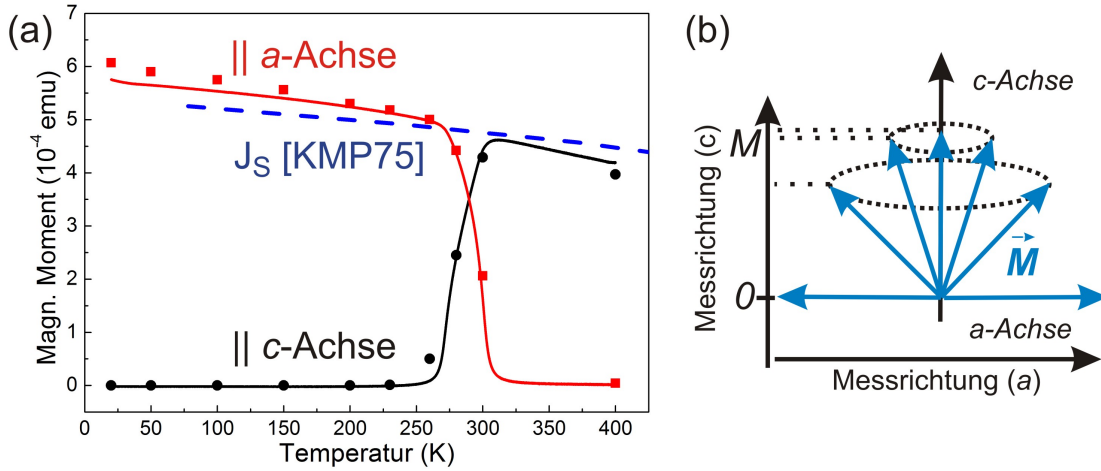 (a)
7
6
5
4
3
2
1
0
Magn. Moment (10⁻⁴ emu)
|| a-Achse
J_S [KMP75]
|| c-Achse
0 50 100 150 200 250 300 350 400
Temperatur (K)
(b)
c-Achse
M
M
0
a-Achse
Messrichtung (c)
Messrichtung (a)